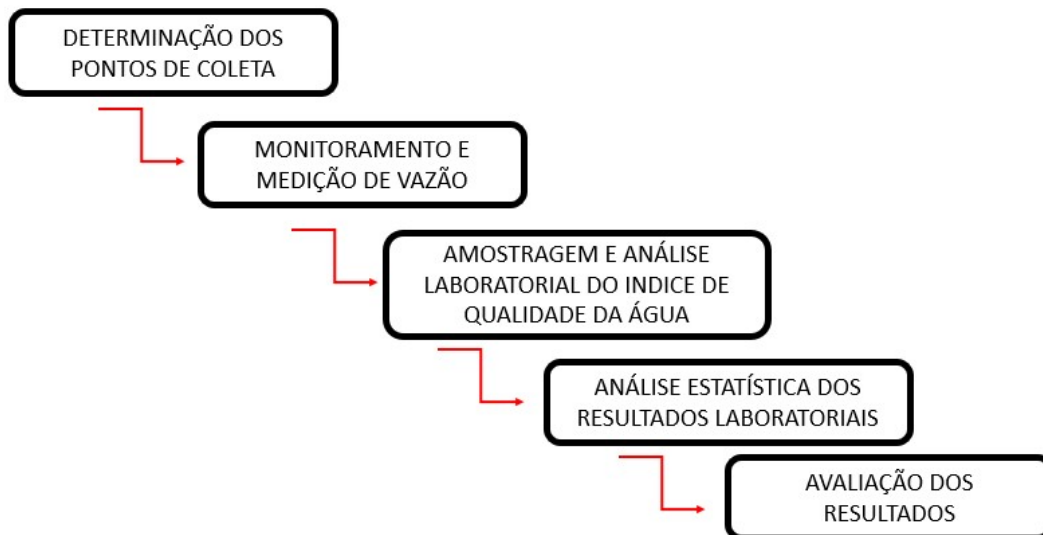 DETERMINAÇÃO DOS
PONTOS DE COLETA
MONITORAMENTO E
MEDIÇÃO DE VAZÃO
AMOSTRAGEM E ANÁLISE
LABORATORIAL DO INDICE DE
QUALIDADE DA ÁGUA
ANÁLISE ESTATÍSTICA DOS
RESULTADOS LABORATORIAIS
AVALIAÇÃO DOS
RESULTADOS